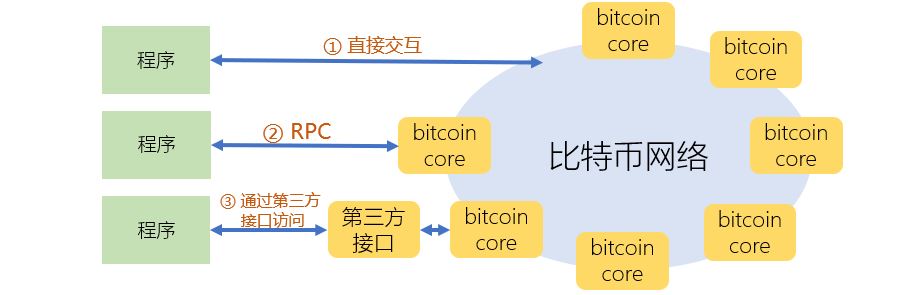 程序
① 直接交互
程序
② RPC
程序
③ 通过第三方
接口访问
第三方
接口
bitcoin
core
bitcoin
core
bitcoin
core
bitcoin
core
bitcoin
core
bitcoin
core
bitcoin
core
比特币网络